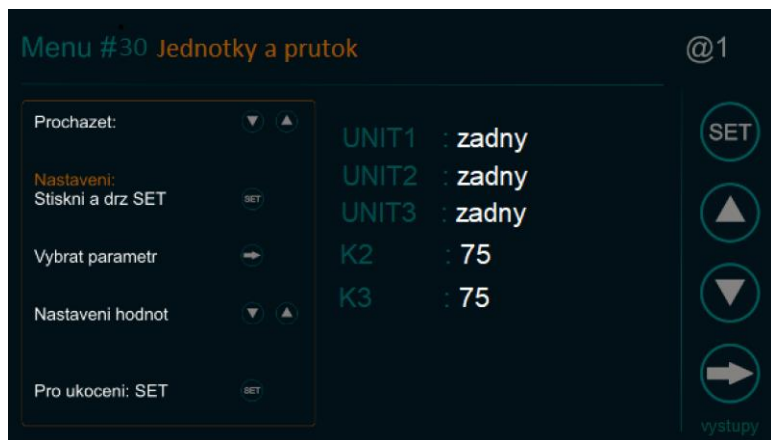 Menu #30 Jednotky a prutok
@1
Prochazet:
Nastaveni:
Stiskni a drz SET
SET
Vybrat parametr
Nastaveni hodnot
Pro ukoceni: SET
SET
UNIT1 : zadny
UNIT2 : zadny
UNIT3 : zadny
K2 : 75
K3 : 75
SET
vystupy